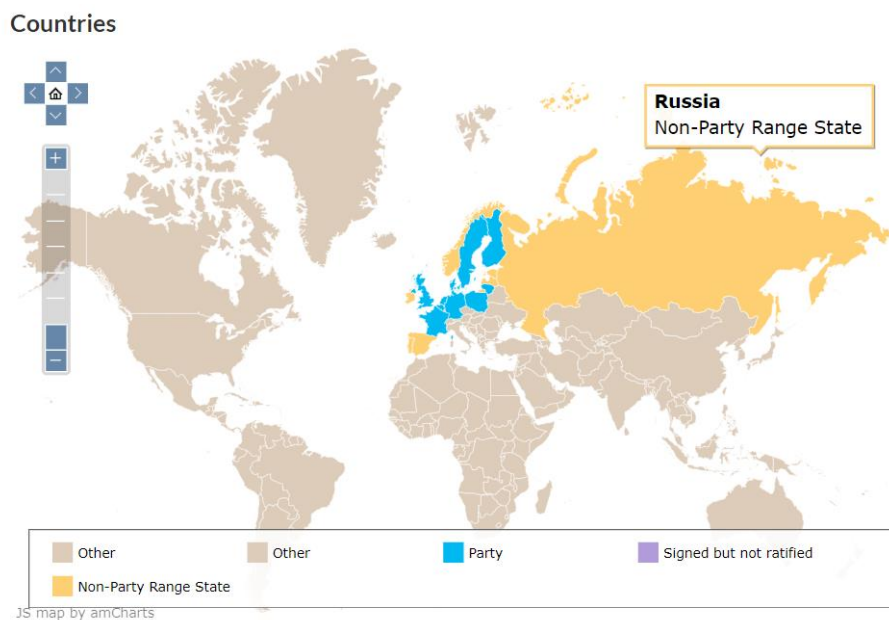 Countries
Russia
Non-Party Range State
Other
Other
Party
Signed but not ratified
Non-Party Range State
JS map by amCharts